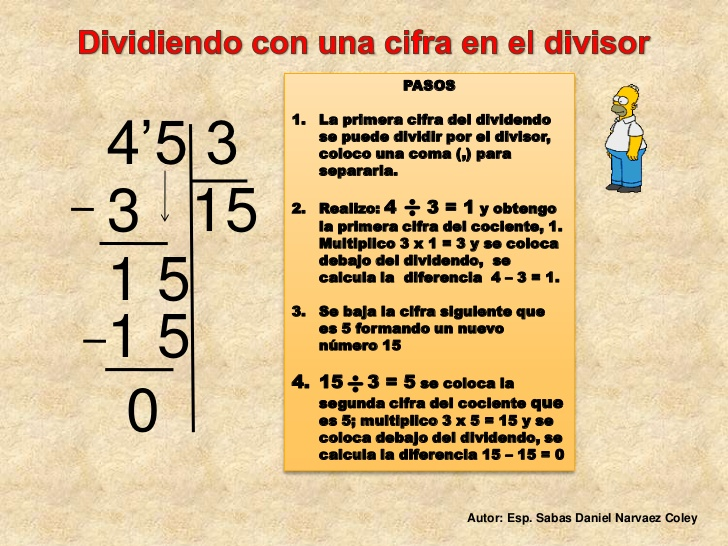 Dividiendo con una cifra en el divisor
4’5 3
– 3 15
1 5
–1 5
0
PASOS
1. La primera cifra del dividendo
se puede dividir por el divisor,
coloco una coma (,) para
separarla.
2. Realizo: 4 ÷ 3 = 1 y obtengo
la primera cifra del cociente, 1.
Multiplico 3 x 1 = 3 y se coloca
debajo del dividendo, se
calcula la diferencia 4 – 3 = 1.
3. Se baja la cifra siguiente que
es 5 formando un nuevo
número 15
4. 15 ÷ 3 = 5 se coloca la
segunda cifra del cociente que
es 5; multiplico 3 x 5 = 15 y se
coloca debajo del dividendo, se
calcula la diferencia 15 – 15 = 0
Autor: Esp. Sabas Daniel Narvaez Coley